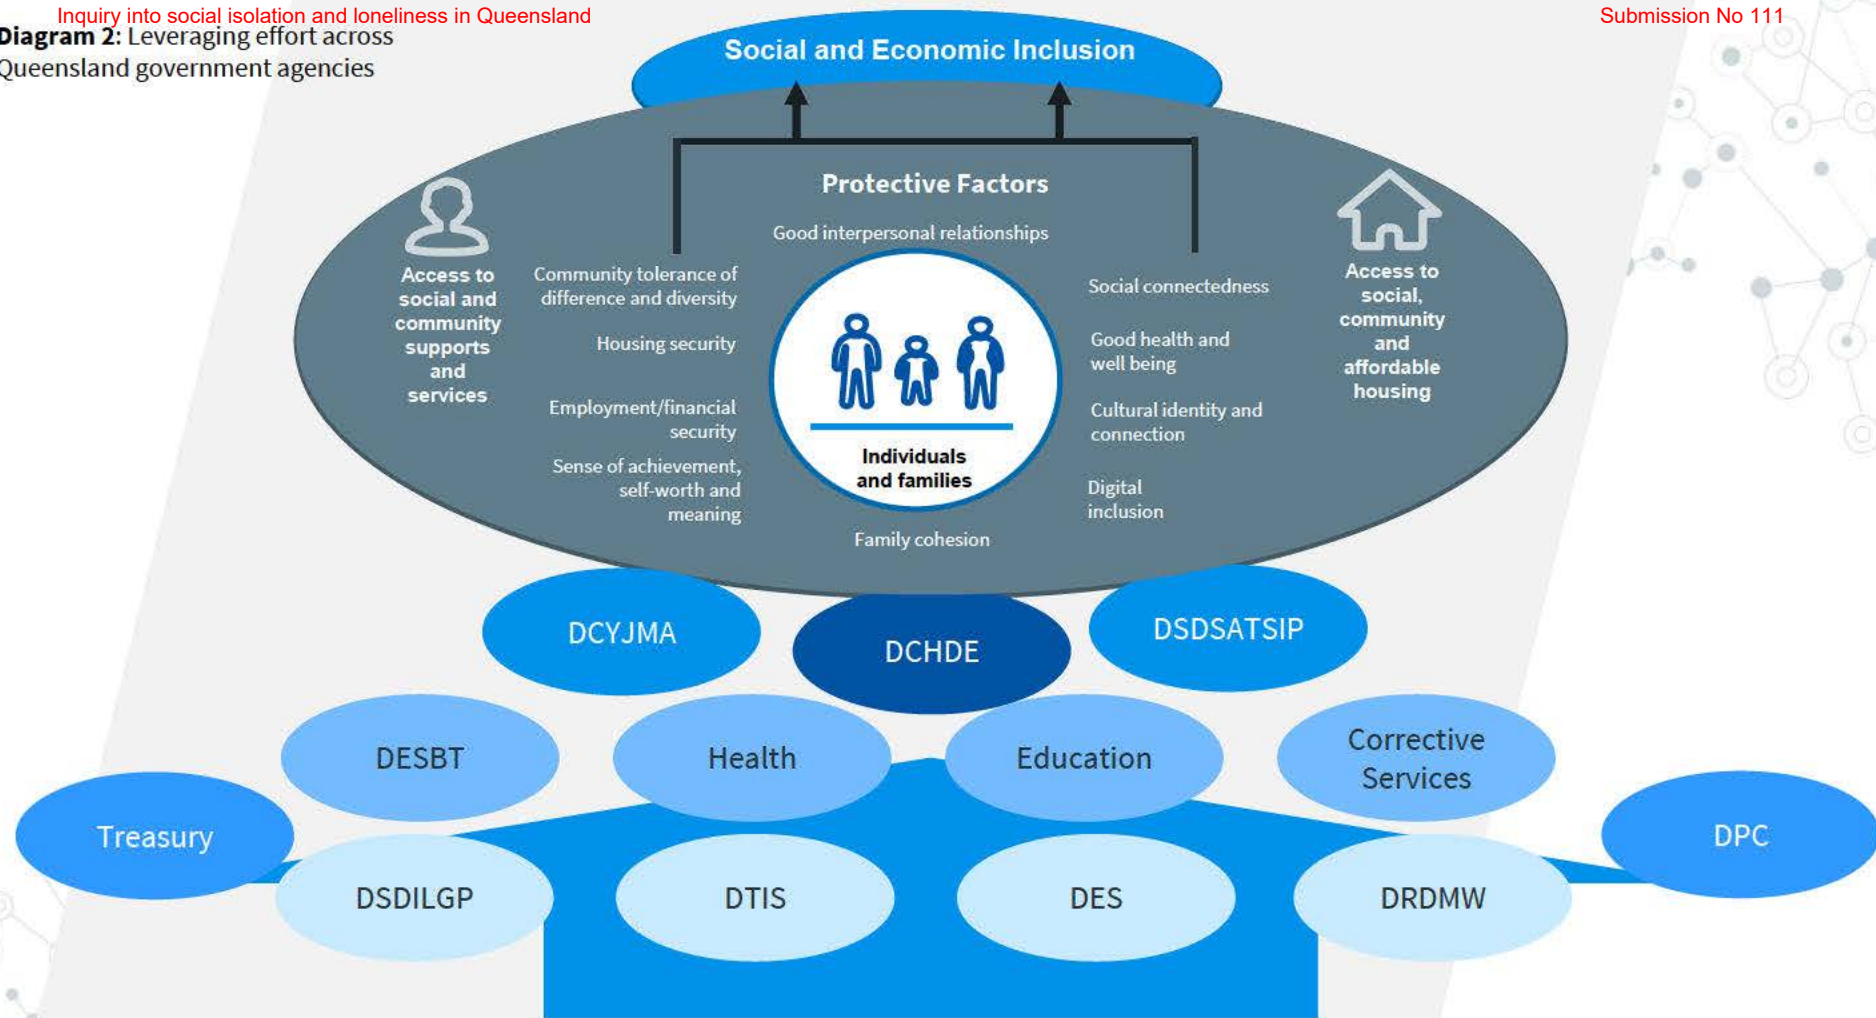 Inquiry into social isolation and loneliness in Queensland
Submission No 111
Diagram 2: Leveraging effort across
Queensland government agencies
Social and Economic Inclusion
Protective Factors
Good interpersonal relationships
Access to
social and
community
supports
and
services
Community tolerance of
difference and diversity
Housing security
Employment/financial
security
Sense of achievement,
self-worth and
meaning
Individuals
and families
Family cohesion
Social connectedness
Good health and
well being
Cultural identity and
connection
Digital
inclusion
Access to
social,
community
and
affordable
housing
DCYJMA
DCHDE
DSDSATSIP
DESBT
Health
Education
Corrective
Services
Treasury
DPC
DSDILGP
DTIS
DES
DRDMW